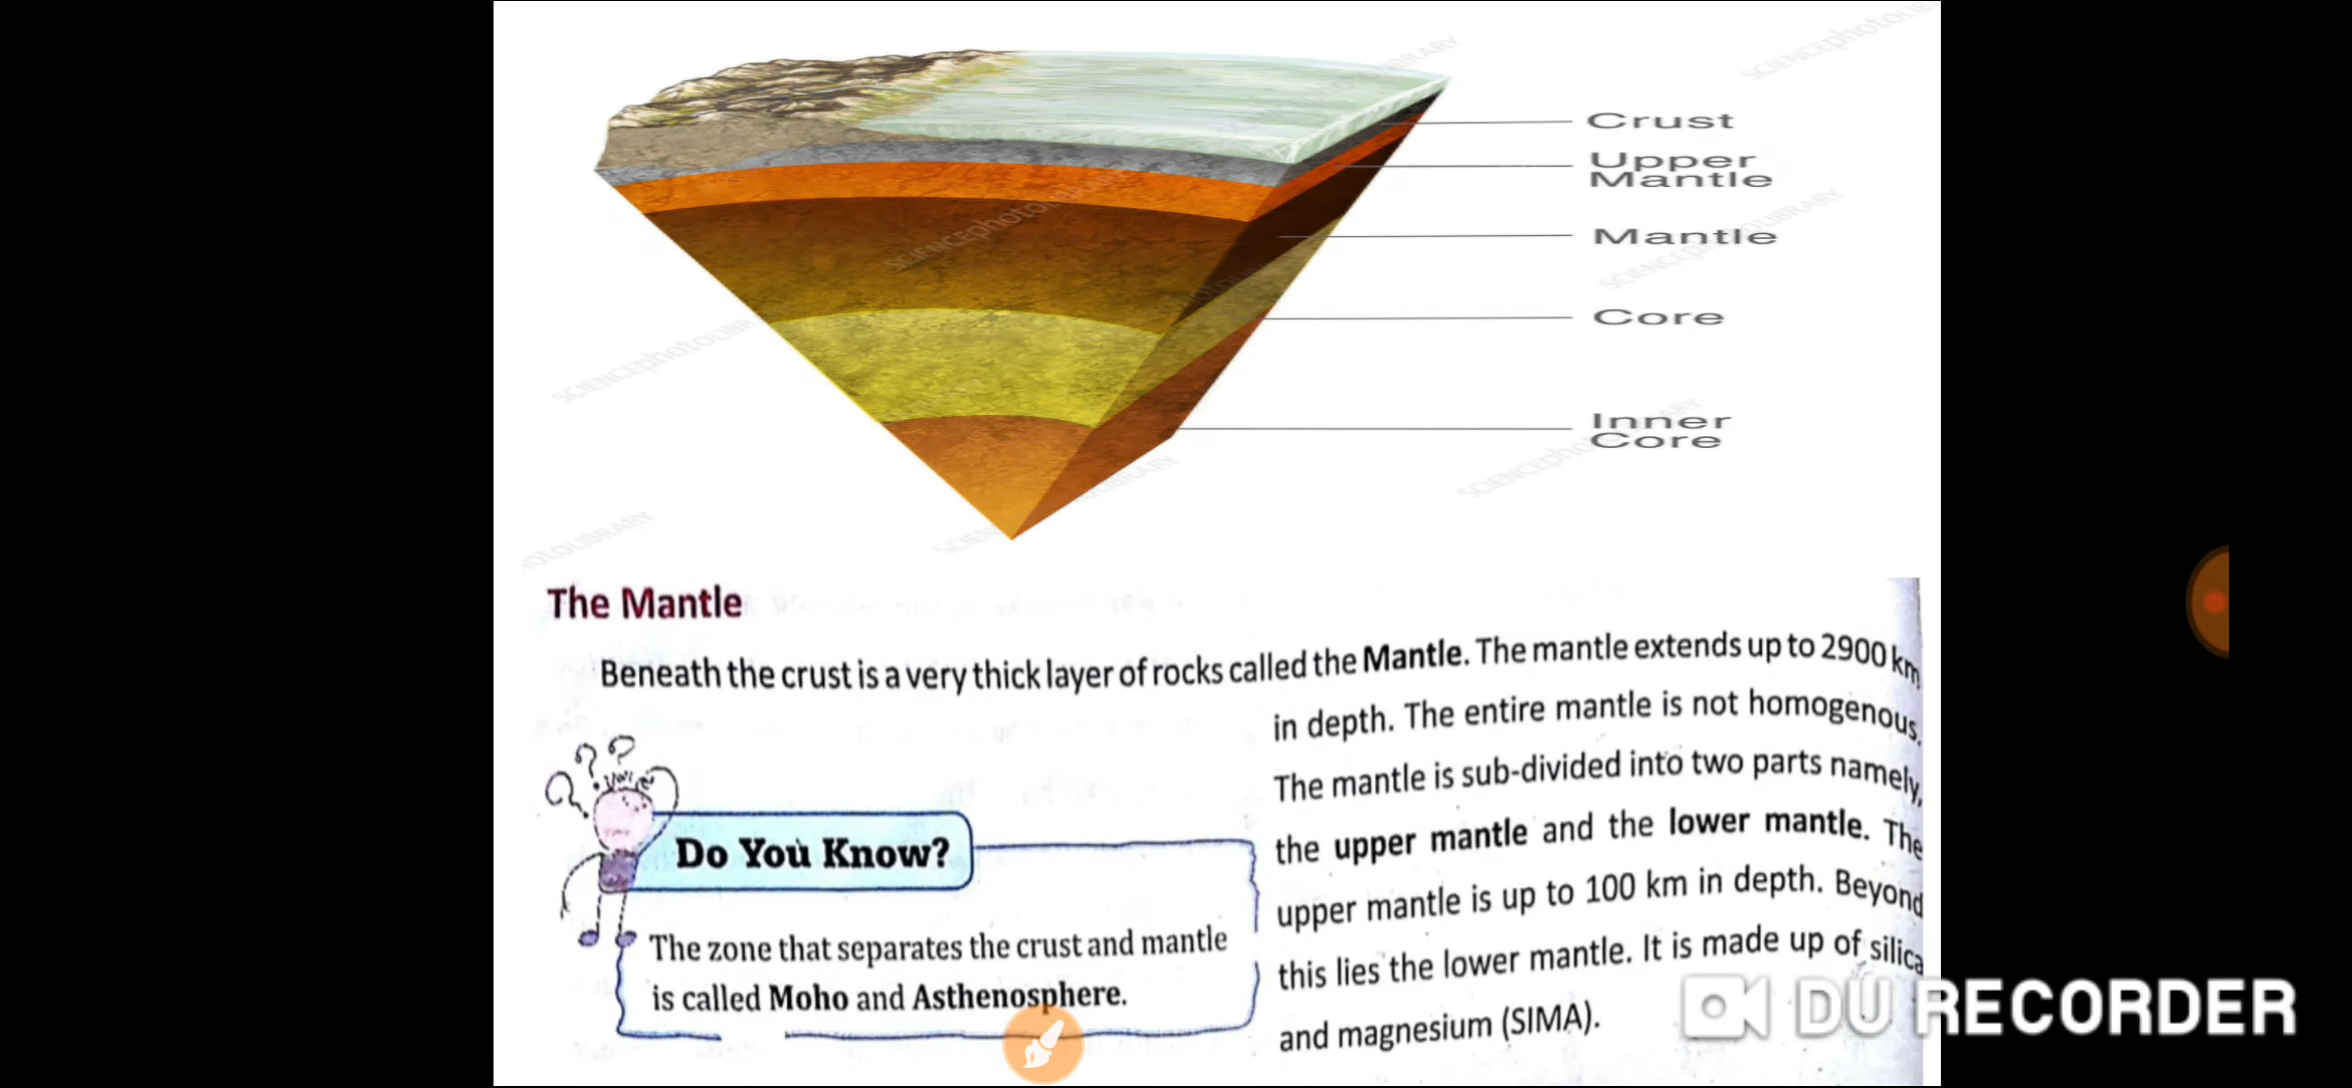 Crust
Upper
Mantle
Mantle
Core
Inner
Core
The Mantle
Beneath the crust is a very thick layer of rocks called the Mantle. The mantle extends up to 2900 km
in depth. The entire mantle is not homogenous.
The mantle is sub-divided into two parts namely,
the upper mantle and the lower mantle. The
upper mantle is up to 100 km in depth. Beyond
this lies the lower mantle. It is made up of silica
and magnesium (SIMA).
Do You Know?
The zone that separates the crust and mantle
is called Moho and Asthenosphere.
DU RECORDER
SCIENCEphotoLIBRARY
SCIENCEphotoLIBRARY
SCIENCEphotoLIBRARY